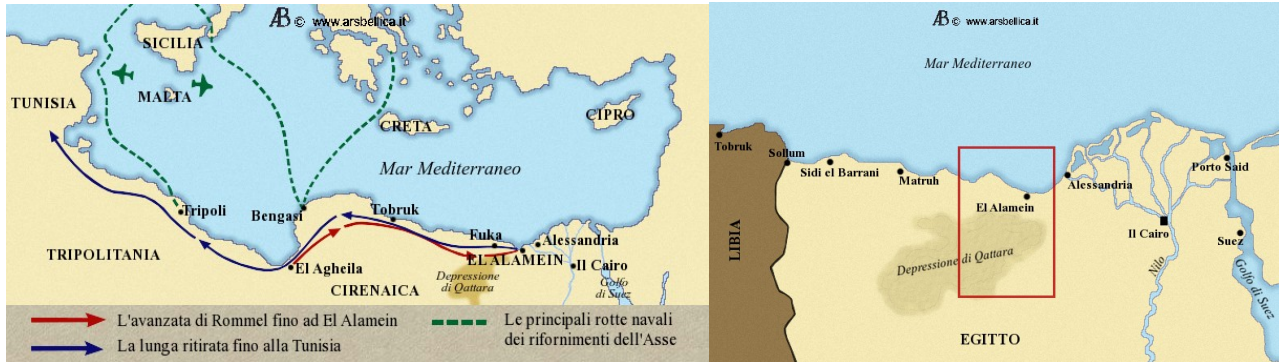 Æ © www.arsbellica.it
SICILIA
TUNISIA
MALTA
CRETA
CIPRO
Mar Mediterraneo
Tripoli
Bengasi
Tobruk
Fuka
Alessandria
EL ALAMEIN
Il Cairo
TRIPOLITANIA
El Agheila
CIRENAICA
Depressione
di Qattara
Golfo
di Suez
L'avanzata di Rommel fino ad El Alamein
La lunga ritirata fino alla Tunisia
Le principali rotte navali
dei rifornimenti dell'Asse
Æ © www.arsbellica.it
Mar Mediterraneo
Tobruk
Sollum
Sidi el Barrani
Matruh
Alessandria
Porto Said
El Alamein
Il Cairo
Suez
LIBIA
Depressione di Qattara
Nilo
Golfo di Suez
EGITTO